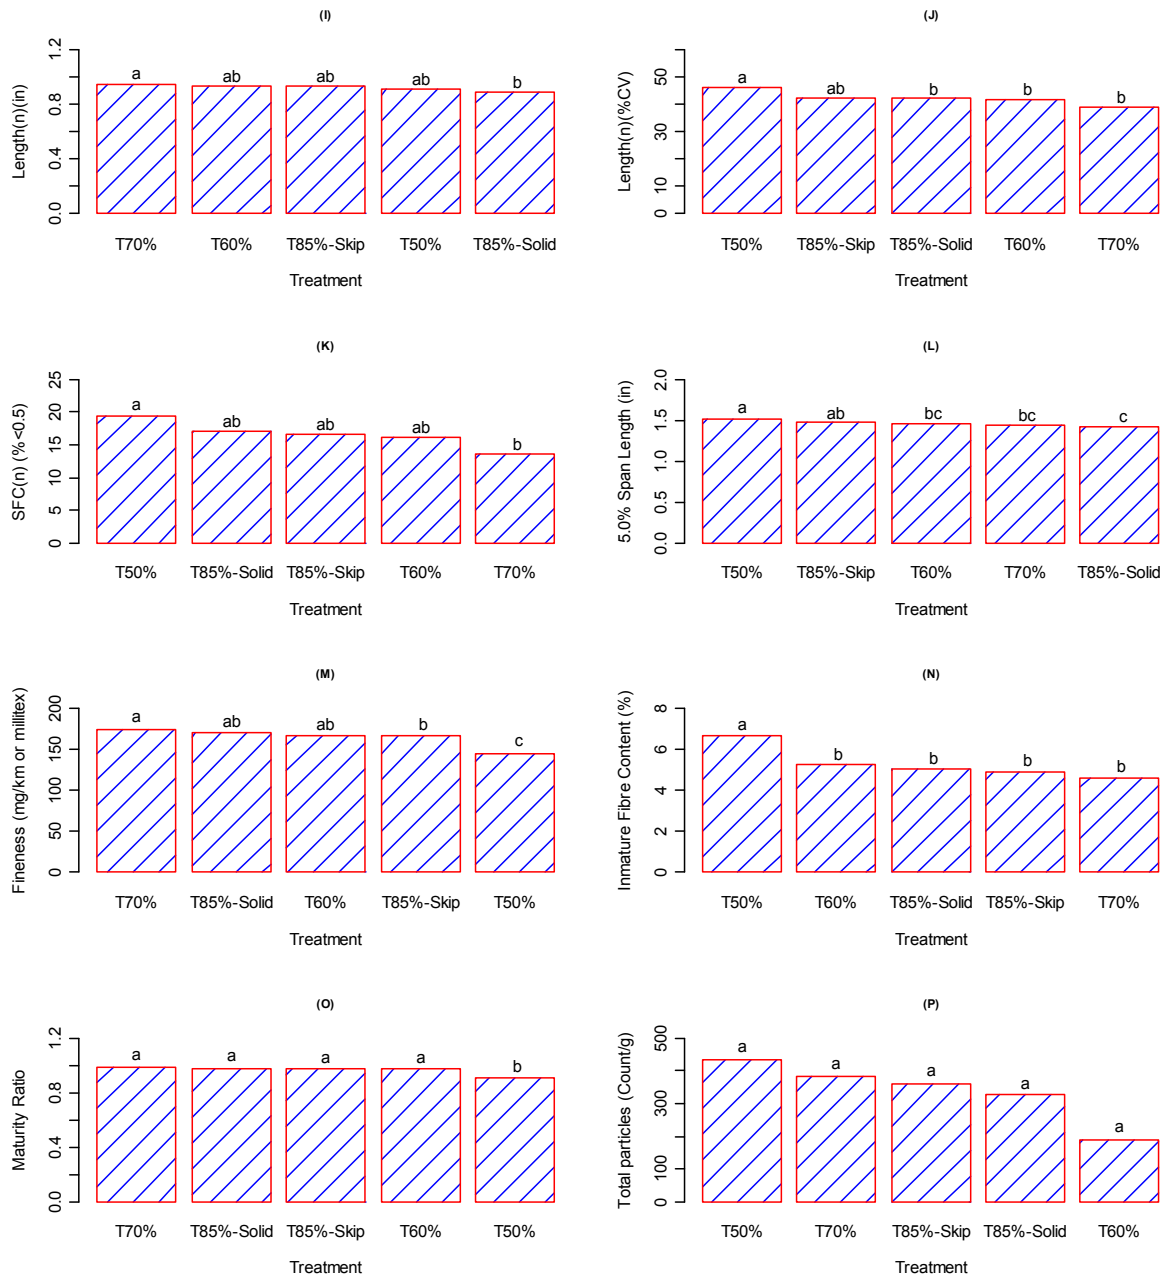 (I)
Length(n)(in)
1.2
0.8
0.4
0.0
a
ab
ab
ab
b
T70%
T60%
T85%-Skip
T50%
T85%-Solid
Treatment
(J)
Length(n)(%CV)
50
30
10
0
a
ab
b
b
b
T50%
T85%-Skip
T85%-Solid
T60%
T70%
Treatment
(K)
SFC(n) (% <0.5)
25
20
15
10
5
0
a
ab
ab
ab
b
T50%
T85%-Solid
T85%-Skip
T60%
T70%
Treatment
(L)
5.0% Span Length (in)
2.0
1.5
1.0
0.5
0.0
a
ab
bc
bc
c
T50%
T85%-Skip
T60%
T70%
T85%-Solid
Treatment
(M)
Fineness (mg/km or millitex)
200
150
100
50
0
a
ab
ab
b
c
T70%
T85%-Solid
T60%
T85%-Skip
T50%
Treatment
(N)
Inmature Fibre Content (%)
8
6
4
2
0
a
b
b
b
b
T50%
T60%
T85%-Solid
T85%-Skip
T70%
Treatment
(O)
Maturity Ratio
1.2
0.8
0.4
0.0
a
a
a
a
b
T70%
T85%-Solid
T85%-Skip
T60%
T50%
Treatment
(P)
Total particles (Count/g)
500
300
100
0
a
a
a
a
a
T50%
T70%
T85%-Skip
T85%-Solid
T60%
Treatment